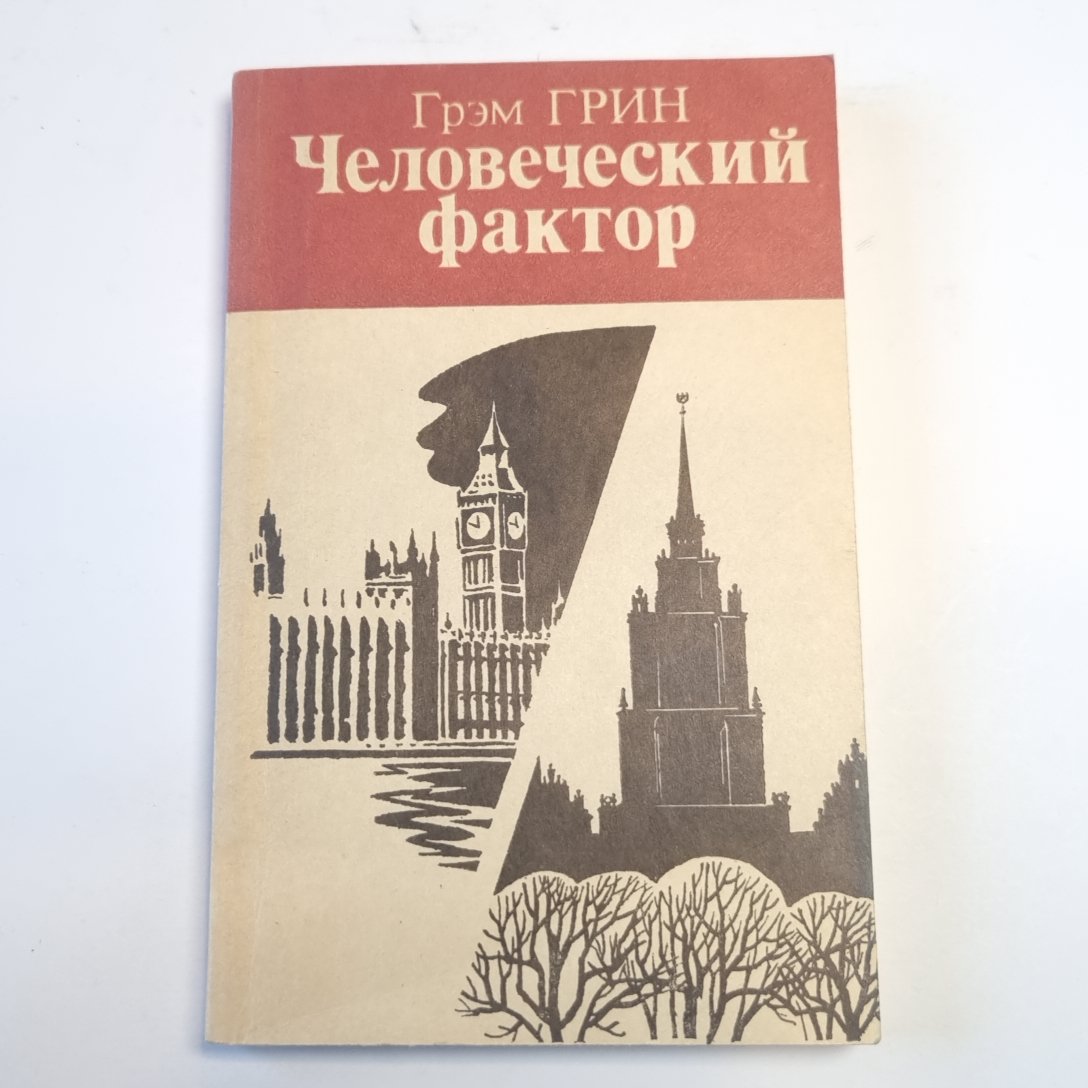 Грэм ГРИН
Человеческий
фактор